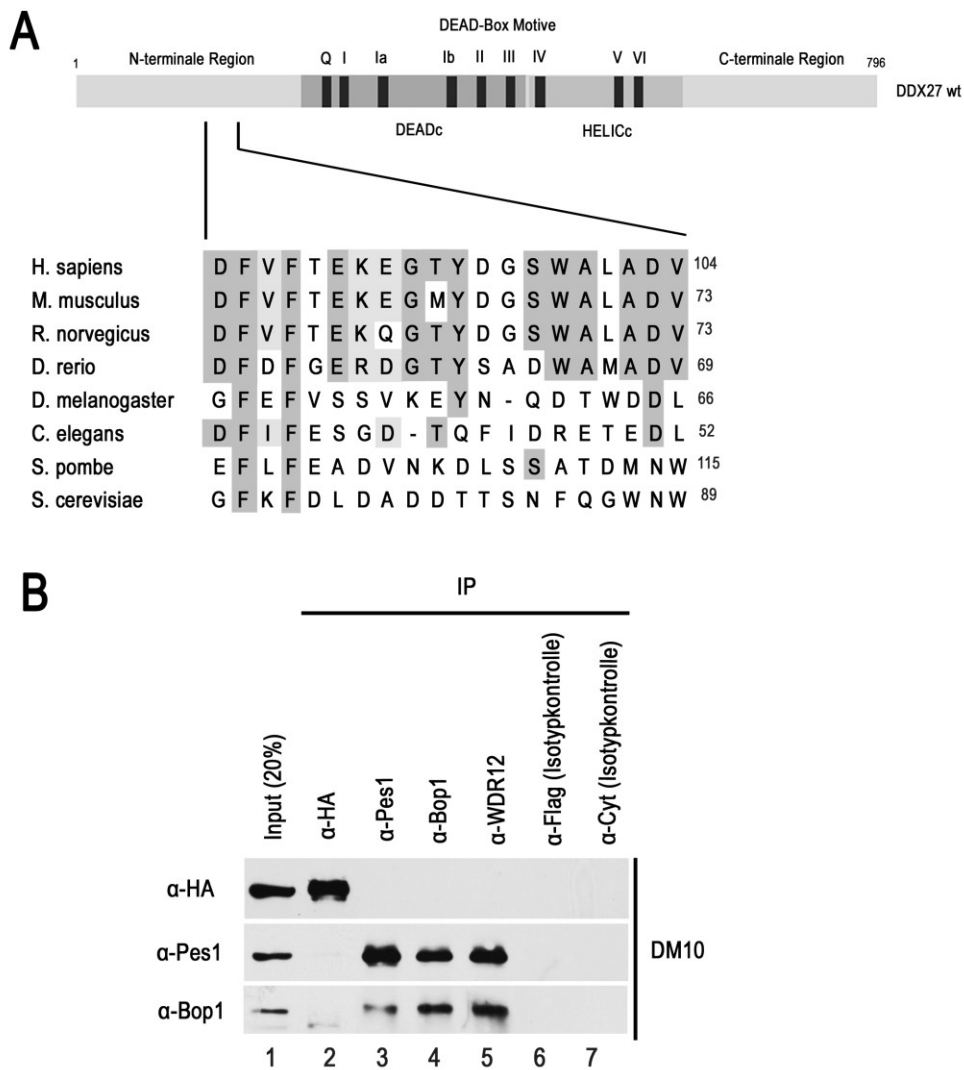 A
DEAD-Box Motive
1 N-terminale Region Q I Ia Ib II III IV V VI C-terminale Region 796
DDX27 wt
DEADc HELICc
H. sapiens D F V F T E K E G T Y D G S W A L A D V 104
M. musculus D F V F T E K E G M Y D G S W A L A D V 73
R. norvegicus D F V F T E K Q G T Y D G S W A L A D V 73
D. rerio D F D F G E R D G T Y S A D W A M A D V 69
D. melanogaster G F E F V S S V K E Y N - Q D T W D D L 66
C. elegans D F I F E S G D - T Q F I D R E T E D L 52
S. pombe E F L F E A D V N K D L S S A T D M N W 115
S. cerevisiae G F K F D L D A D D T T S N F Q G W N W 89
B
IP
Input (20%)
α-HA
α-Pes1
α-Bop1
α-WDR12
α-Flag (Isotypkontrolle)
α-Cyt (Isotypkontrolle)
α-HA
α-Pes1
α-Bop1
DM10
1 2 3 4 5 6 7